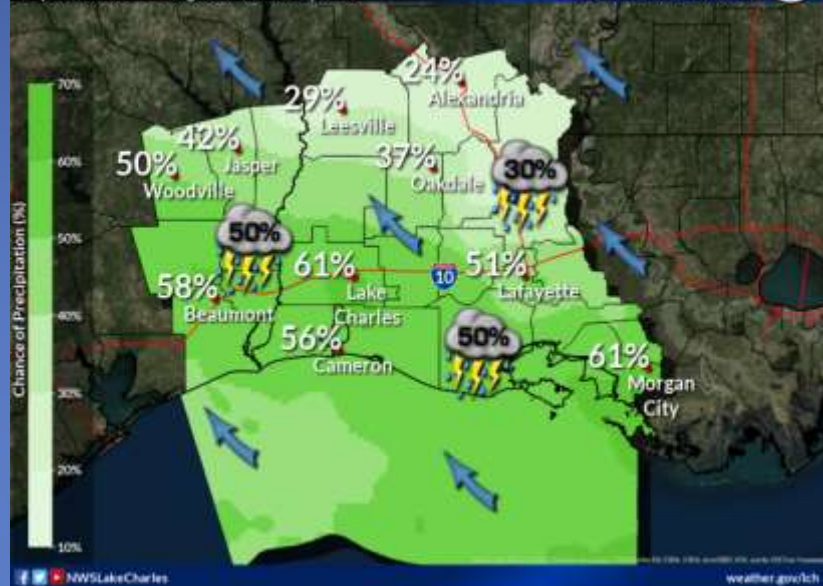 70%
60%
50%
40%
30%
20%
10%
Chance of Precipitation (%)
24%
Alexandria
29%
Leesville
42%
Jasper
37%
Oakdale
30%
50%
Woodville
50%
61%
Lake
Charles
10
51%
Lafayette
58%
Beaumont
56%
Cameron
50%
61%
Morgan
City
NWSLakeCharles
weather.gov/lch